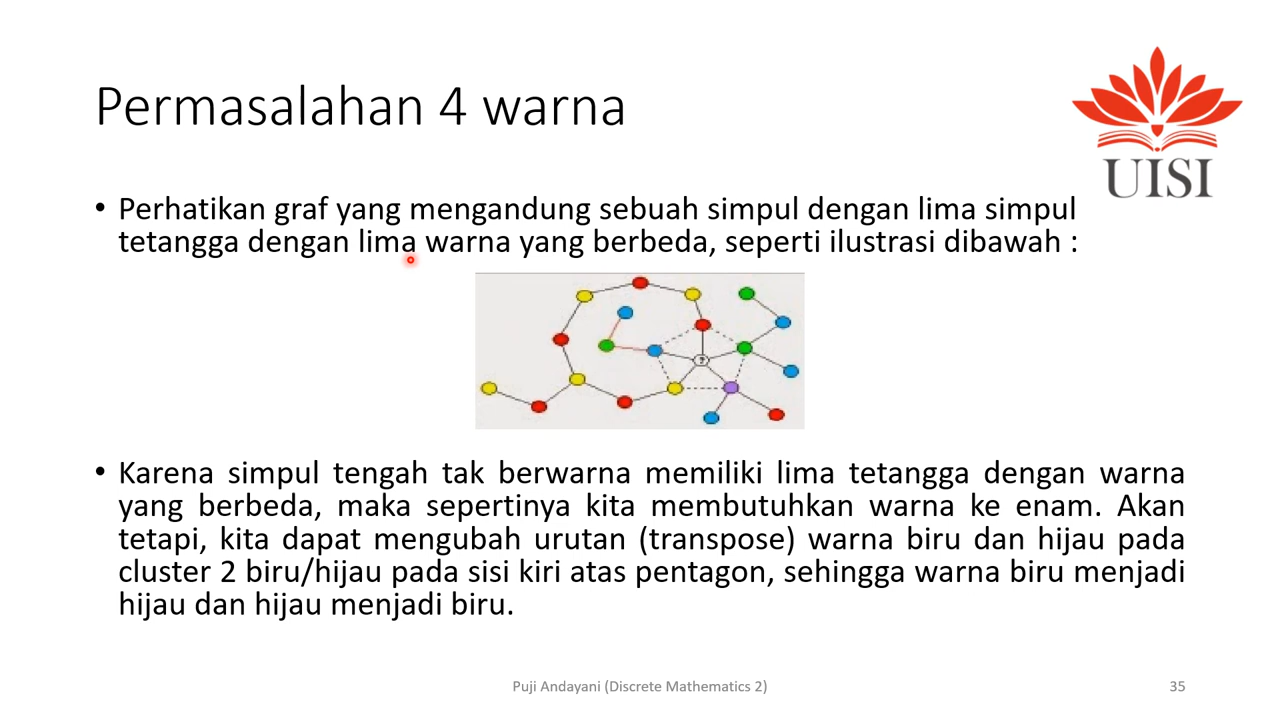 Permasalahan 4 warna
UISI
• Perhatikan graf yang mengandung sebuah simpul dengan lima simpul
tetangga dengan lima warna yang berbeda, seperti ilustrasi dibawah :
?
• Karena simpul tengah tak berwarna memiliki lima tetangga dengan warna
yang berbeda, maka sepertinya kita membutuhkan warna ke enam. Akan
tetapi, kita dapat mengubah urutan (transpose) warna biru dan hijau pada
cluster 2 biru/hijau pada sisi kiri atas pentagon, sehingga warna biru menjadi
hijau dan hijau menjadi biru.
Puji Andayani (Discrete Mathematics 2)
35